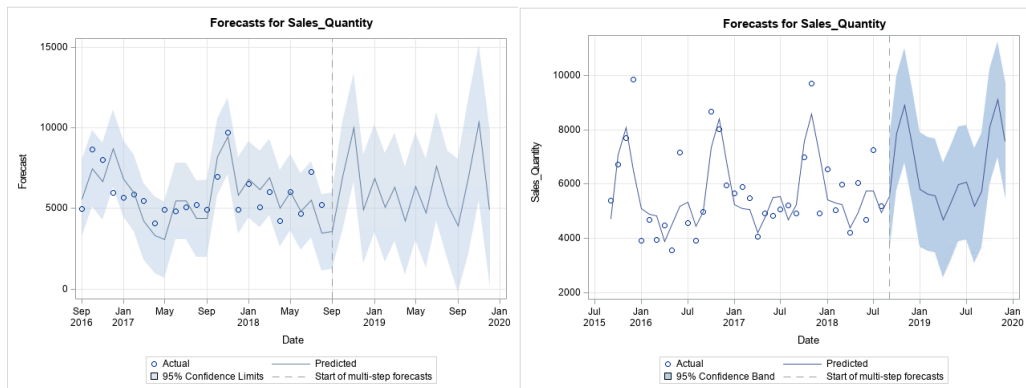 Forecasts for Sales_Quantity
15000
10000
5000
0
Forecast
Sep Jan May Sep Jan May Sep Jan May Sep Jan
2016 2017 2018 2019 2020
Date
Actual Predicted
95% Confidence Limits Start of multi-step forecasts
Forecasts for Sales_Quantity
10000
8000
6000
4000
2000
Sales_Quantity
Jul Jan Jul Jan Jul Jan Jul Jan Jul Jan
2015 2016 2017 2018 2019 2020
Date
Actual Predicted
95% Confidence Band Start of multi-step forecasts